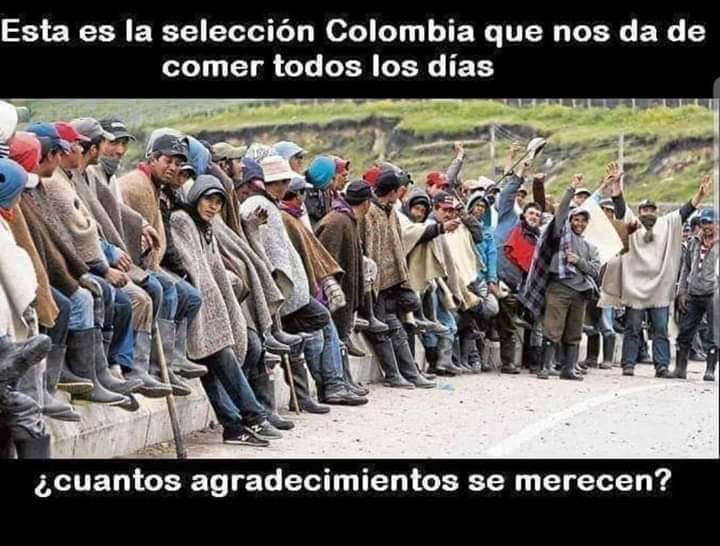 Esta es la selección Colombia que nos da de
comer todos los días
¿cuantos agradecimientos se merecen?